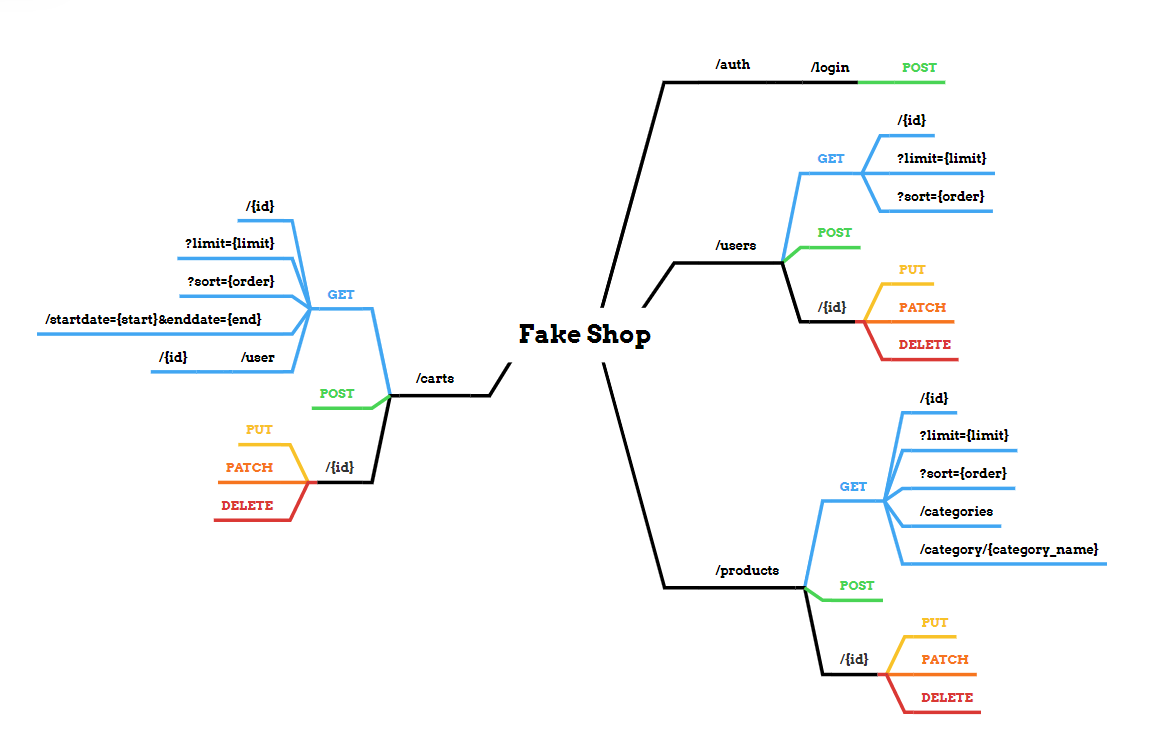 Fake Shop
/auth
/login
POST
/users
GET
/{id}
?limit={limit}
?sort={order}
POST
/{id}
PUT
PATCH
DELETE
/products
GET
/{id}
?limit={limit}
?sort={order}
/categories
/category/{category_name}
POST
/{id}
PUT
PATCH
DELETE
/carts
GET
/{id}
?limit={limit}
?sort={order}
/startdate={start}&enddate={end}
/{id} /user
POST
/{id}
PUT
PATCH
DELETE